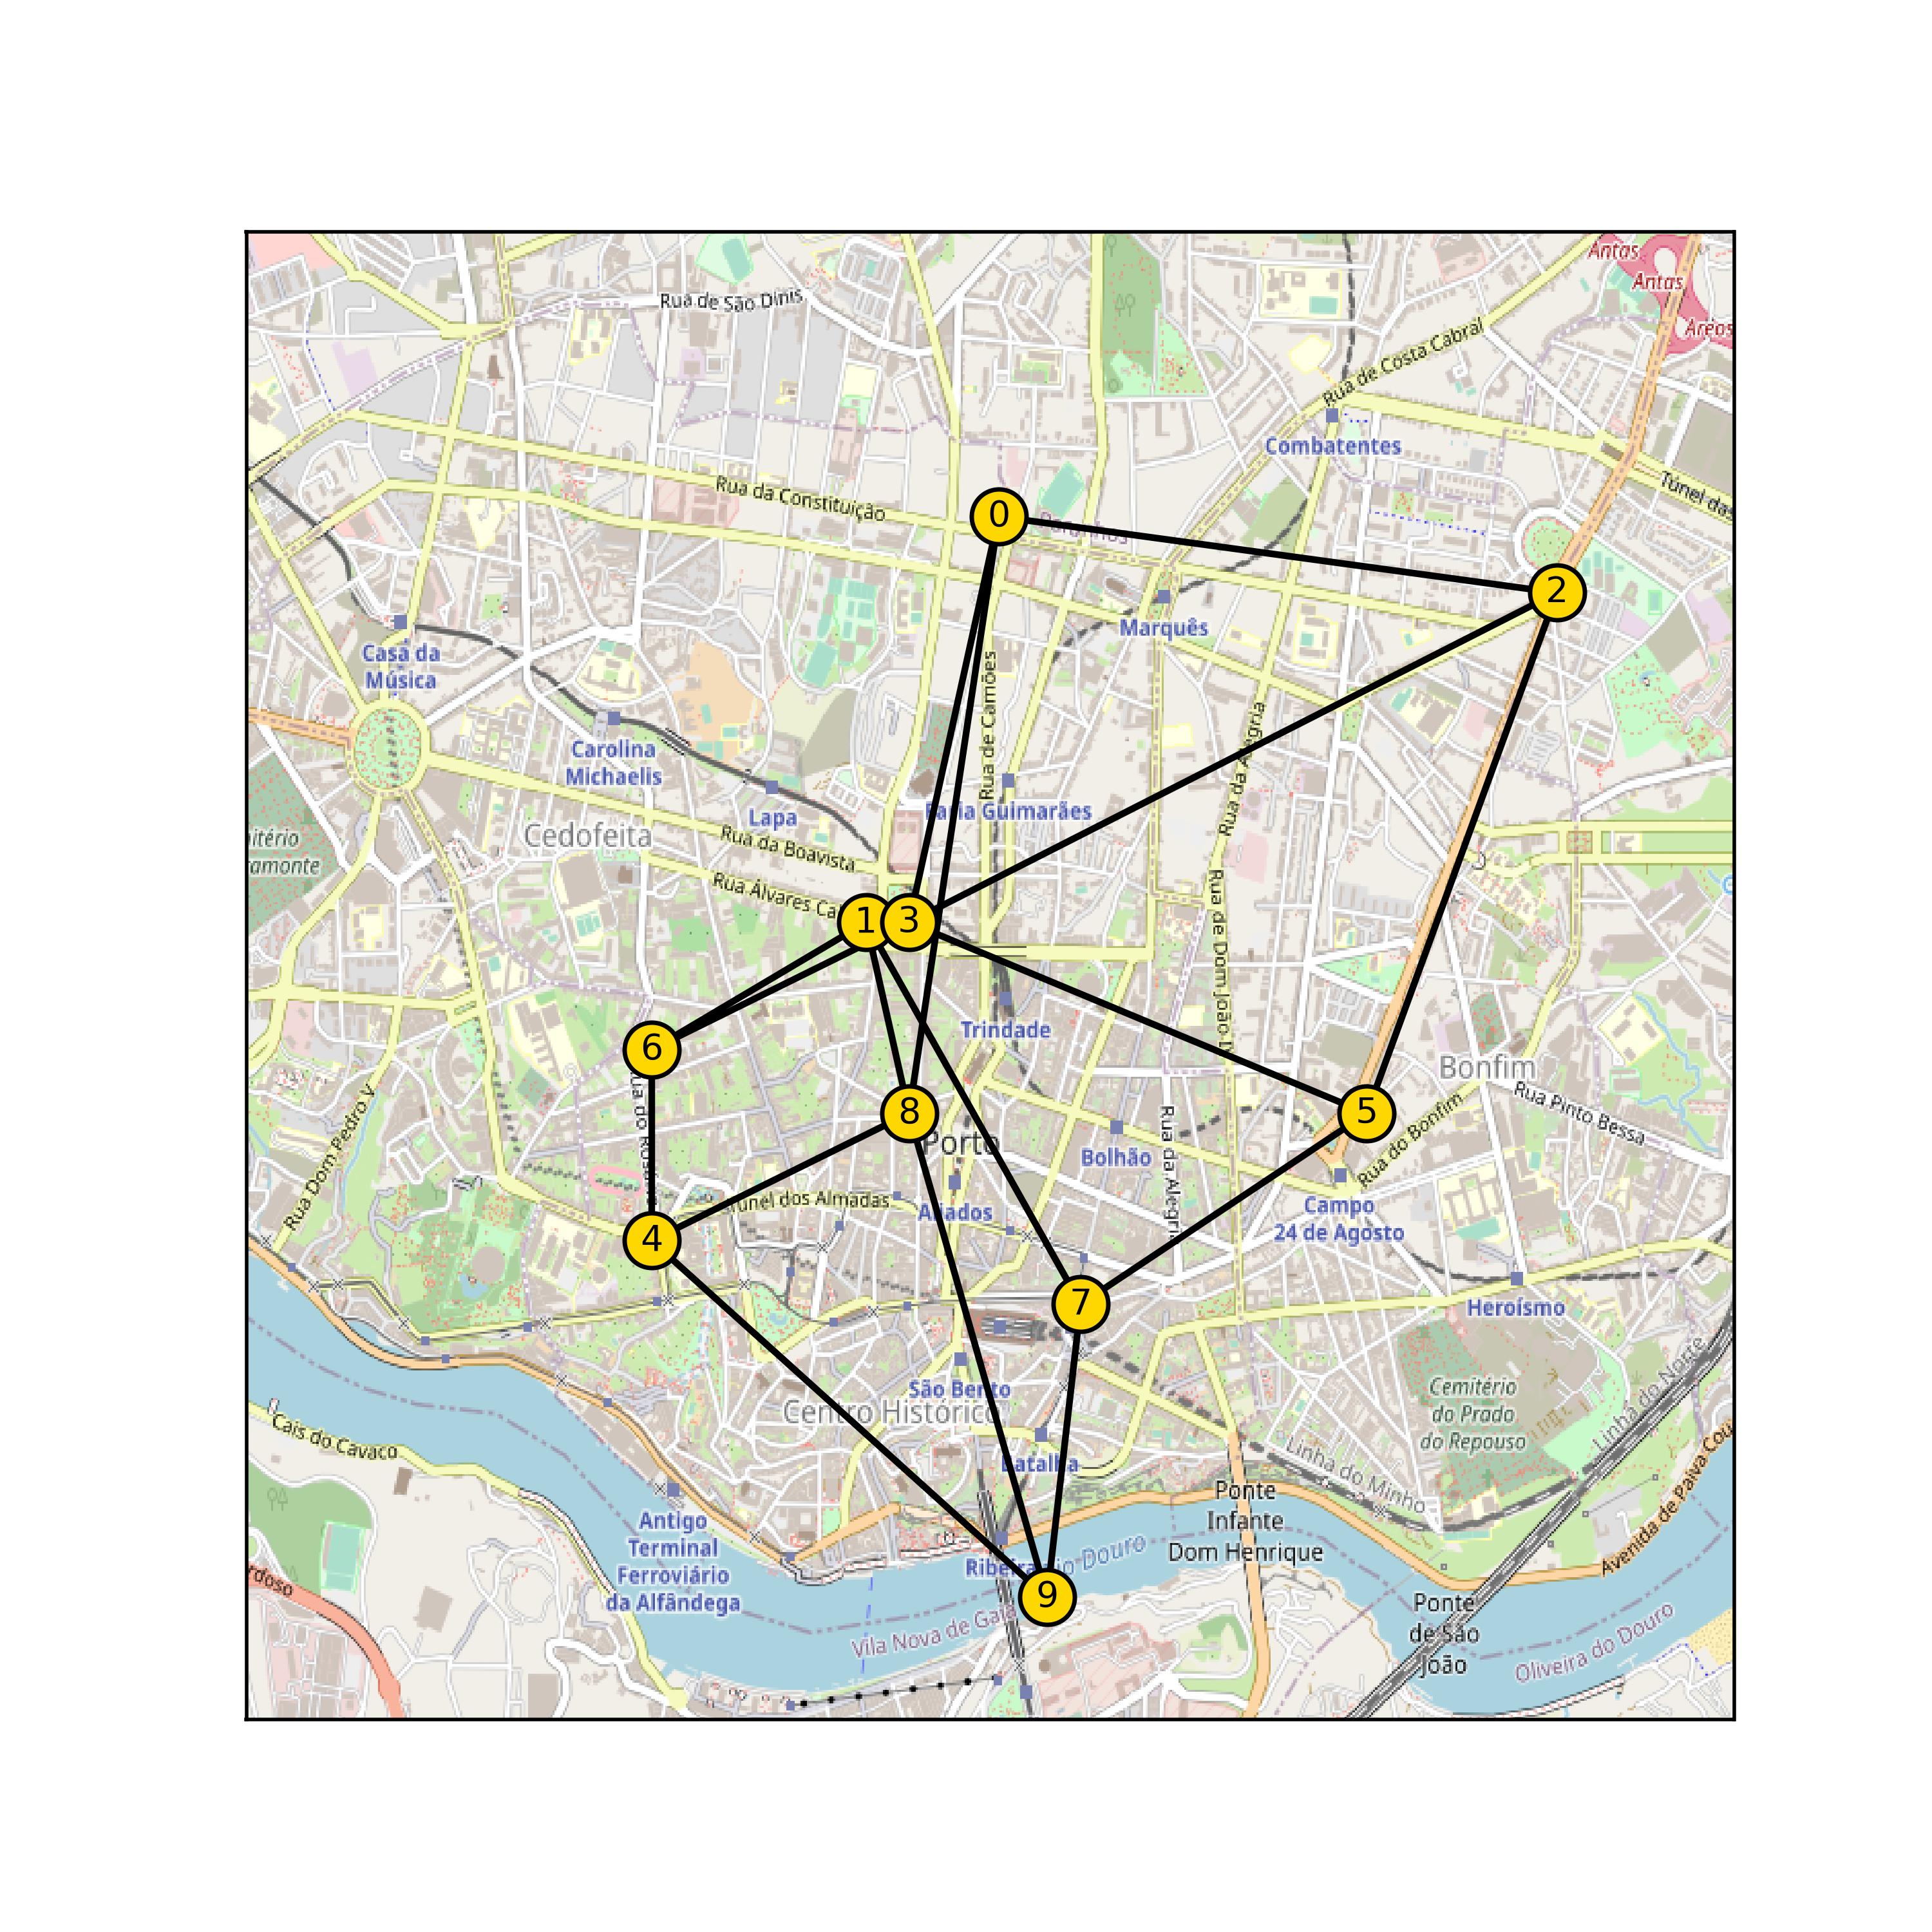 Antas
Antas
Areos
Rua de São Dinis
Rua de Costa Cabral
Combatentes
Túnel das
Rua da Constituição
0
Paranhos
2
Marquês
Casa da
Música
Rua de Camões
Carolina
Michaelis
Rua da Alegria
Lapa
Faria Guimarães
Cedofeita
Rua da Boavista
itério
amonte
Rua Álvares Ca
1
3
Rua de Dom João I
Trindade
6
Bonfim
Rua Pinto Bessa
Rua Dom Pedro V
8
5
Rua do Bonfim
Porto
Bolhão
Rua da Alegria
Túnel dos Almadas
Aliados
Campo
24 de Agosto
4
7
Heroísmo
São Bento
Centro Histórico
Cemitério
do Prado
do Repouso
Linha do Norte
Cais do Cavaco
Batalha
Linha do Minho
Avenida de Paiva Cou
Ponte
Infante
Dom Henrique
Antigo
Terminal
Ferroviário
da Alfândega
Ribeira
io Douro
rdoso
9
Vila Nova de Gaia
Ponte
de São
João
Oliveira do Douro